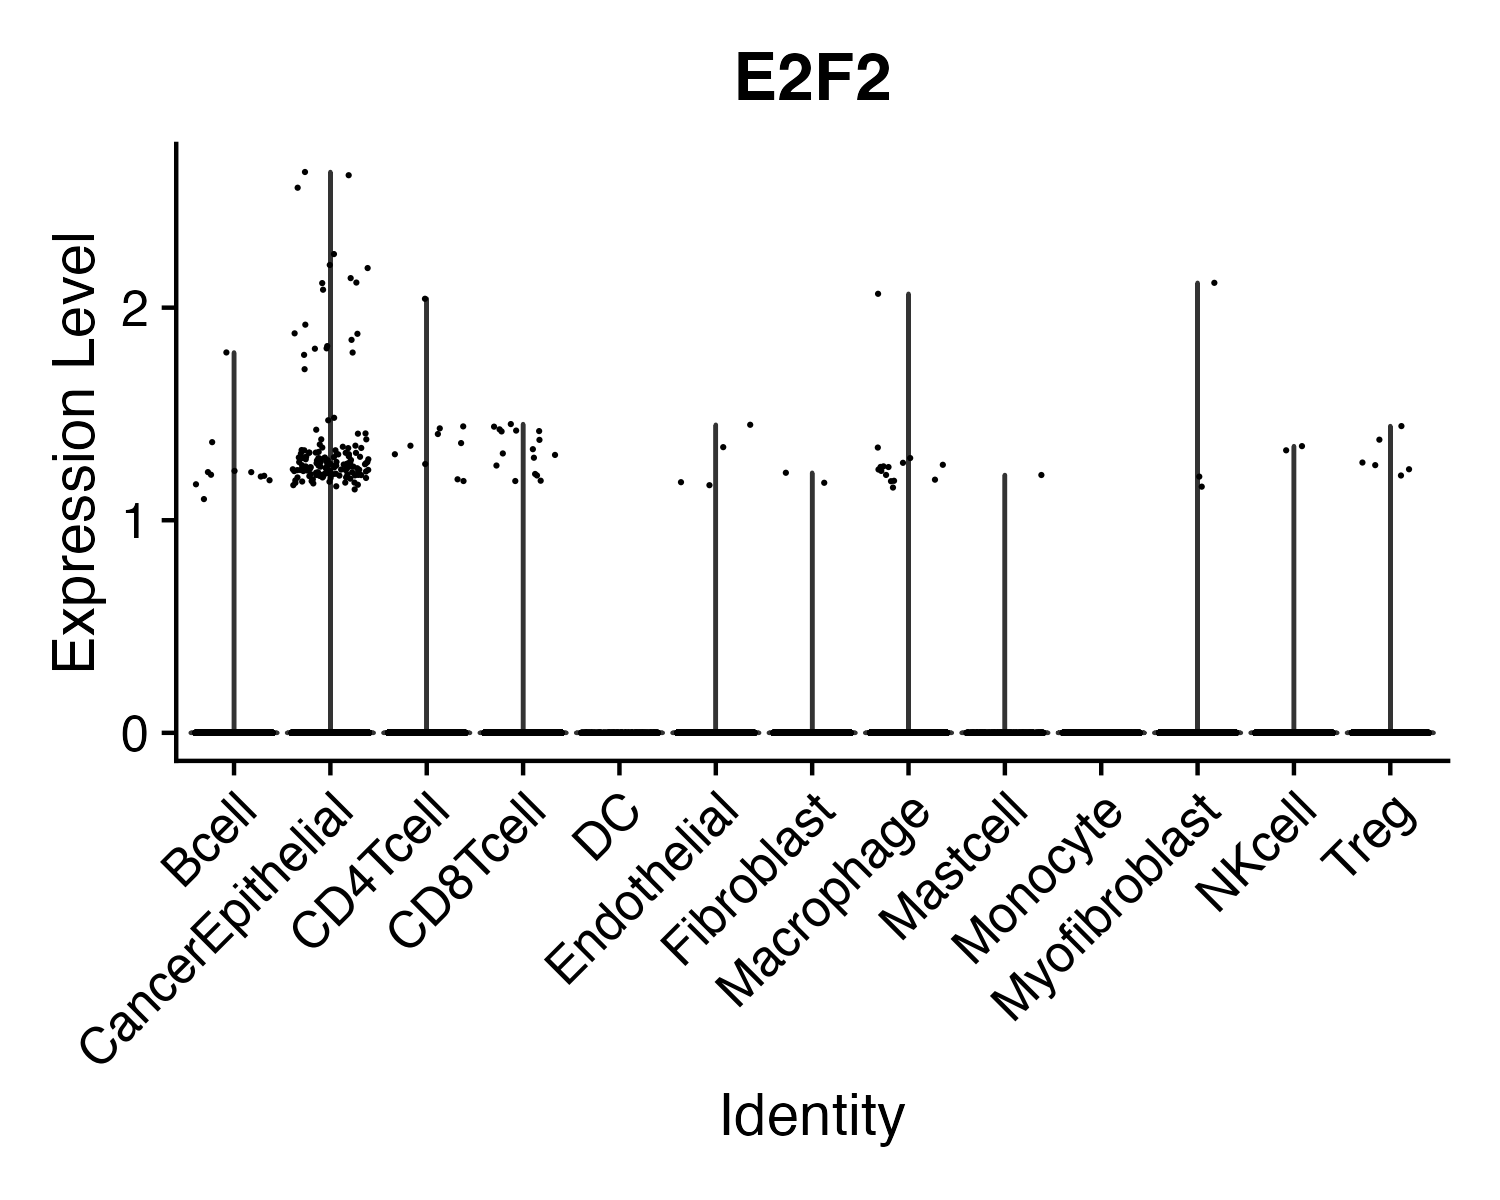 E2F2
Expression Level
2
1
0
Bcell
CancerEpithelial
CD4Tcell
CD8Tcell
DC
Endothelial
Fibroblast
Macrophage
Mastcell
Monocyte
Myofibroblast
NKcell
Treg
Identity